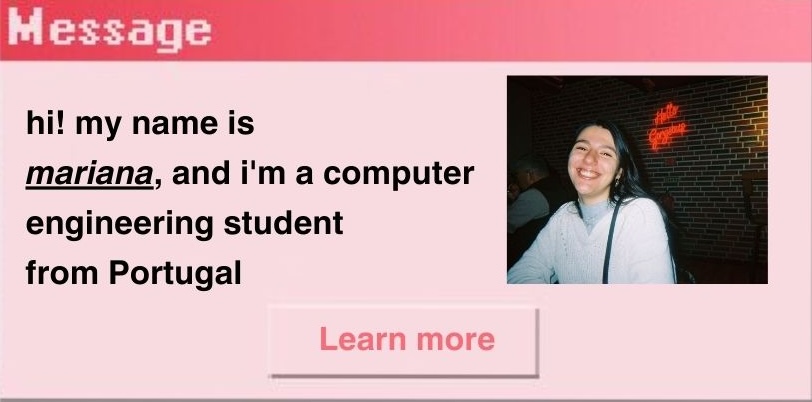 Message
hi! my name is
mariana, and i'm a computer
engineering student
from Portugal
Hello
Gorgeous
Learn more